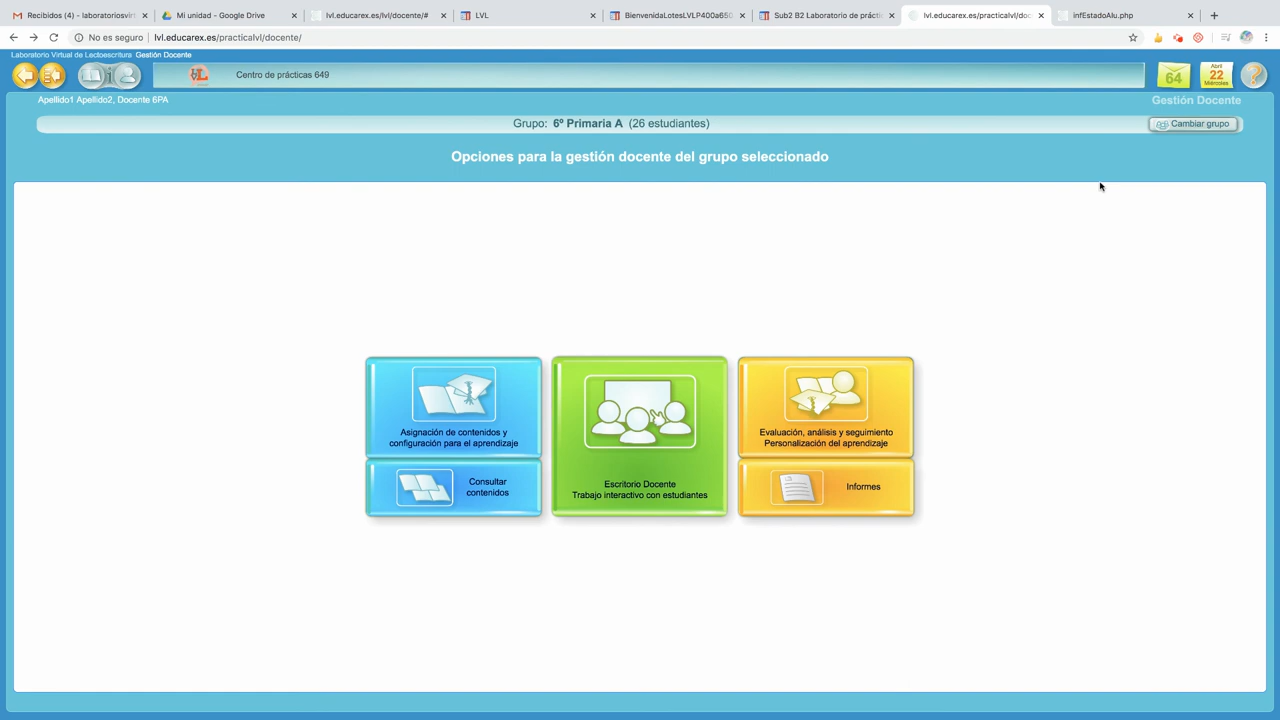 Recibidos (4) - laboratoriosvirt
Mi unidad - Google Drive
lvl.educarex.es/lvl/docente/#
LVL
BienvenidaLotesLVLP400a650
Sub2 B2 Laboratorio de prácti
lvl.educarex.es/practicalvl/doc
infEstadoAlu.php
No es seguro
lvl.educarex.es/practicalvl/docente/
Laboratorio Virtual de Lectoescritura Gestión Docente
Centro de prácticas 649
64
Abril
22
Miércoles
?
Apellido1 Apellido2, Docente 6PA
Gestión Docente
Grupo: 6º Primaria A (26 estudiantes)
Cambiar grupo
Opciones para la gestión docente del grupo seleccionado
Asignación de contenidos y
configuración para el aprendizaje
Consultar
contenidos
Escritorio Docente
Trabajo interactivo con estudiantes
Evaluación, análisis y seguimiento
Personalización del aprendizaje
Informes